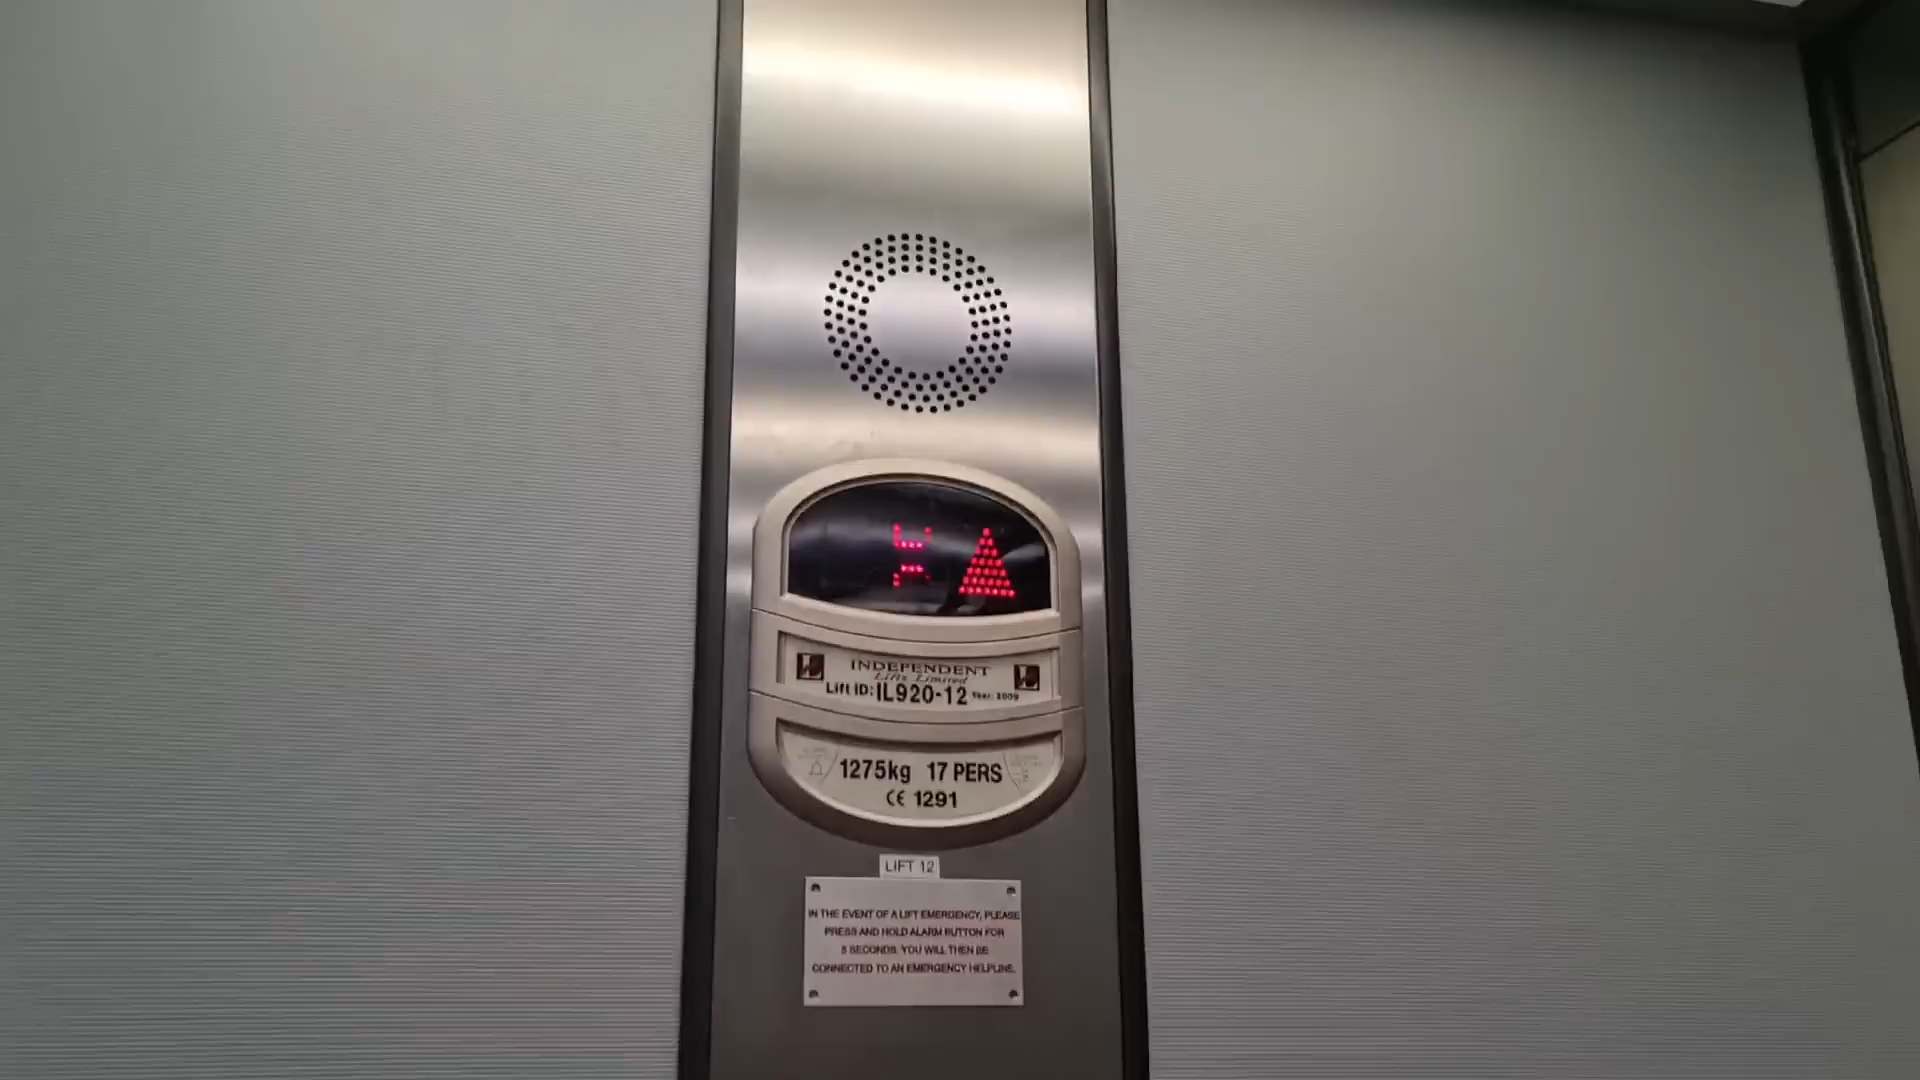 INDEPENDENT
Lifts Limited
Lift ID: IL920-12 Year: 2009
1275kg 17 PERS
CE 1291
LIFT 12
IN THE EVENT OF A LIFT EMERGENCY, PLEASE
PRESS AND HOLD ALARM BUTTON FOR
5 SECONDS. YOU WILL THEN BE
CONNECTED TO AN EMERGENCY HELPLINE.